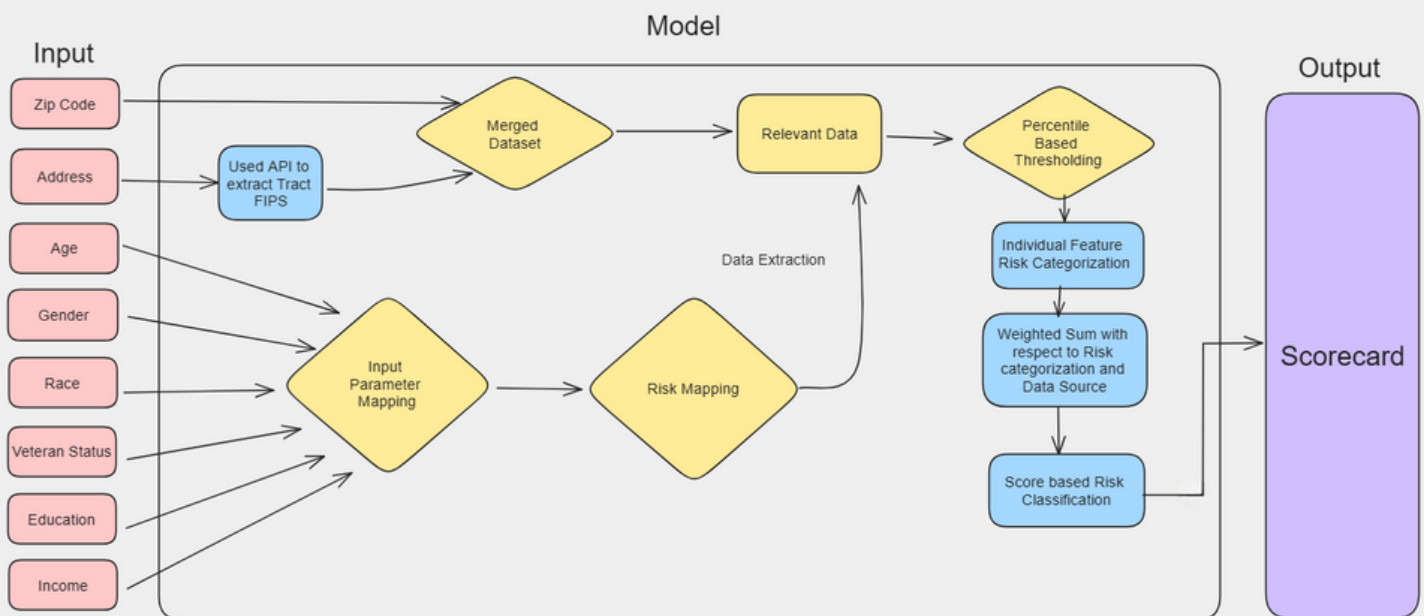 Model
Input
Output
Zip Code
Address
Age
Gender
Race
Veteran Status
Education
Income
Used API to
extract Tract
FIPS
Merged
Dataset
Relevant Data
Percentile
Based
Thresholding
Data Extraction
Input
Parameter
Mapping
Risk Mapping
Individual Feature
Risk Categorization
Weighted Sum with
respect to Risk
categorization and
Data Source
Score based Risk
Classification
Scorecard